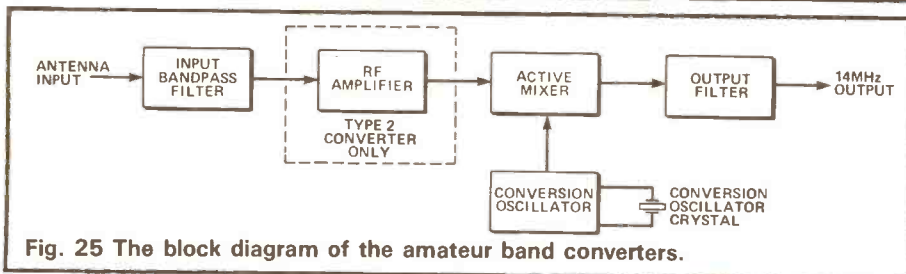 ANTENNA
INPUT
INPUT
BANDPASS
FILTER
RF
AMPLIFIER
TYPE 2
CONVERTER
ONLY
ACTIVE
MIXER
OUTPUT
FILTER
14MHz
OUTPUT
CONVERSION
OSCILLATOR
CONVERSION
OSCILLATOR
CRYSTAL
Fig. 25 The block diagram of the amateur band converters.